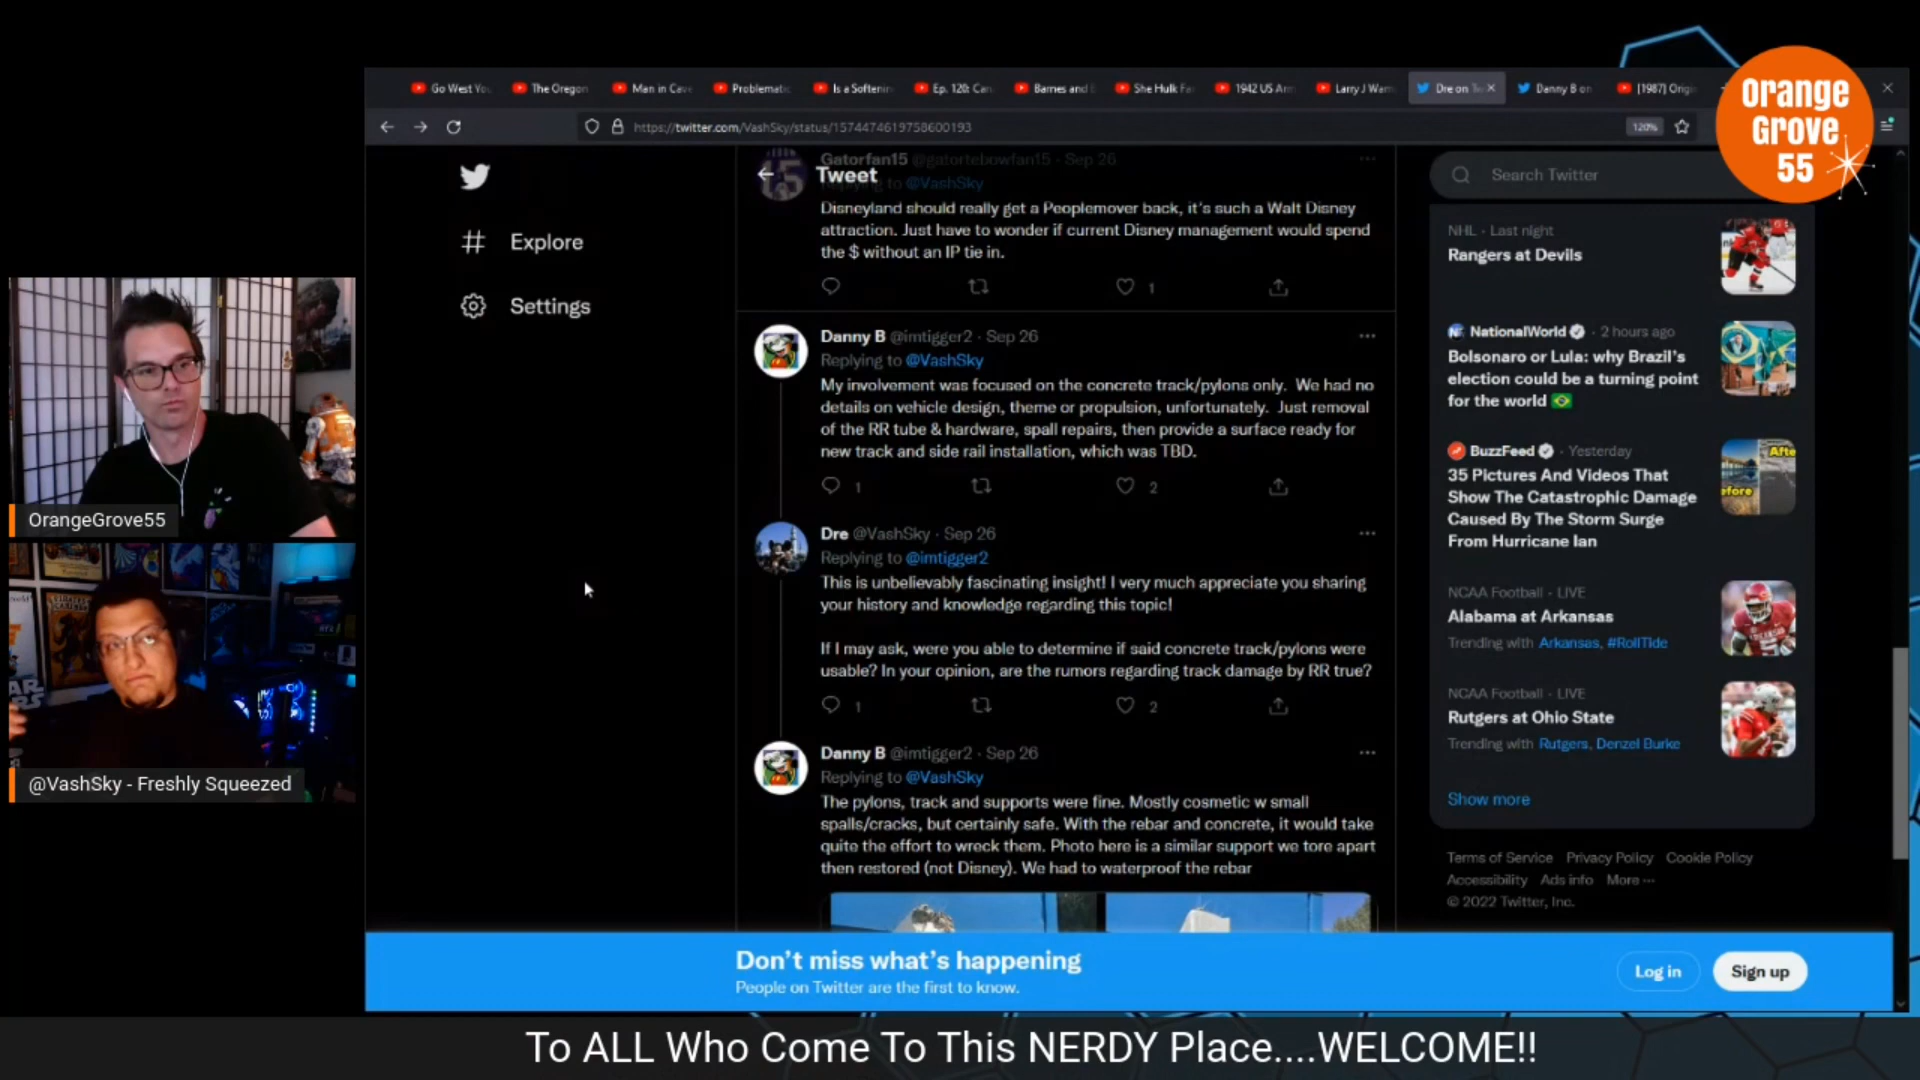 Go West Yo
The Oregon
Man in Cave
Problematic
Is a Softenin
Ep. 120: Can
Barnes and
She Hulk Fa
1942 US Arm
Larry J Warn
Dre on
Danny B on
[1987] Origi
Orange
Grove
55
https://twitter.com/VashSky/status/1574474619758600193
120%
Explore
Settings
Gatorfan15 @gatortebowfan15 · Sep 26
Tweet
@VashSky
Disneyland should really get a Peoplemover back, it's such a Walt Disney
attraction. Just have to wonder if current Disney management would spend
the $ without an IP tie in.
1
Danny B @imtigger2 · Sep 26
Replying to @VashSky
My involvement was focused on the concrete track/pylons only. We had no
details on vehicle design, theme or propulsion, unfortunately. Just removal
of the RR tube & hardware, spall repairs, then provide a surface ready for
new track and side rail installation, which was TBD.
1 2
Dre @VashSky · Sep 26
Replying to @imtigger2
This is unbelievably fascinating insight! I very much appreciate you sharing
your history and knowledge regarding this topic!
If I may ask, were you able to determine if said concrete track/pylons were
usable? In your opinion, are the rumors regarding track damage by RR true?
1 2
Danny B @imtigger2 · Sep 26
Replying to @VashSky
The pylons, track and supports were fine. Mostly cosmetic w small
spalls/cracks, but certainly safe. With the rebar and concrete, it would take
quite the effort to wreck them. Photo here is a similar support we tore apart
then restored (not Disney). We had to waterproof the rebar
Search Twitter
NHL · Last night
Rangers at Devils
NationalWorld · 2 hours ago
Bolsonaro or Lula: why Brazil's
election could be a turning point
for the world
BuzzFeed · Yesterday
35 Pictures And Videos That
Show The Catastrophic Damage
Caused By The Storm Surge
From Hurricane Ian
NCAA Football · LIVE
Alabama at Arkansas
Trending with Arkansas, #RollTide
NCAA Football · LIVE
Rutgers at Ohio State
Trending with Rutgers, Denzel Burke
Show more
Terms of Service Privacy Policy Cookie Policy
Accessibility Ads info More ···
© 2022 Twitter, Inc.
OrangeGrove55
@VashSky - Freshly Squeezed
Don't miss what's happening
People on Twitter are the first to know.
Log in
Sign up
To ALL Who Come To This NERDY Place....WELCOME!!